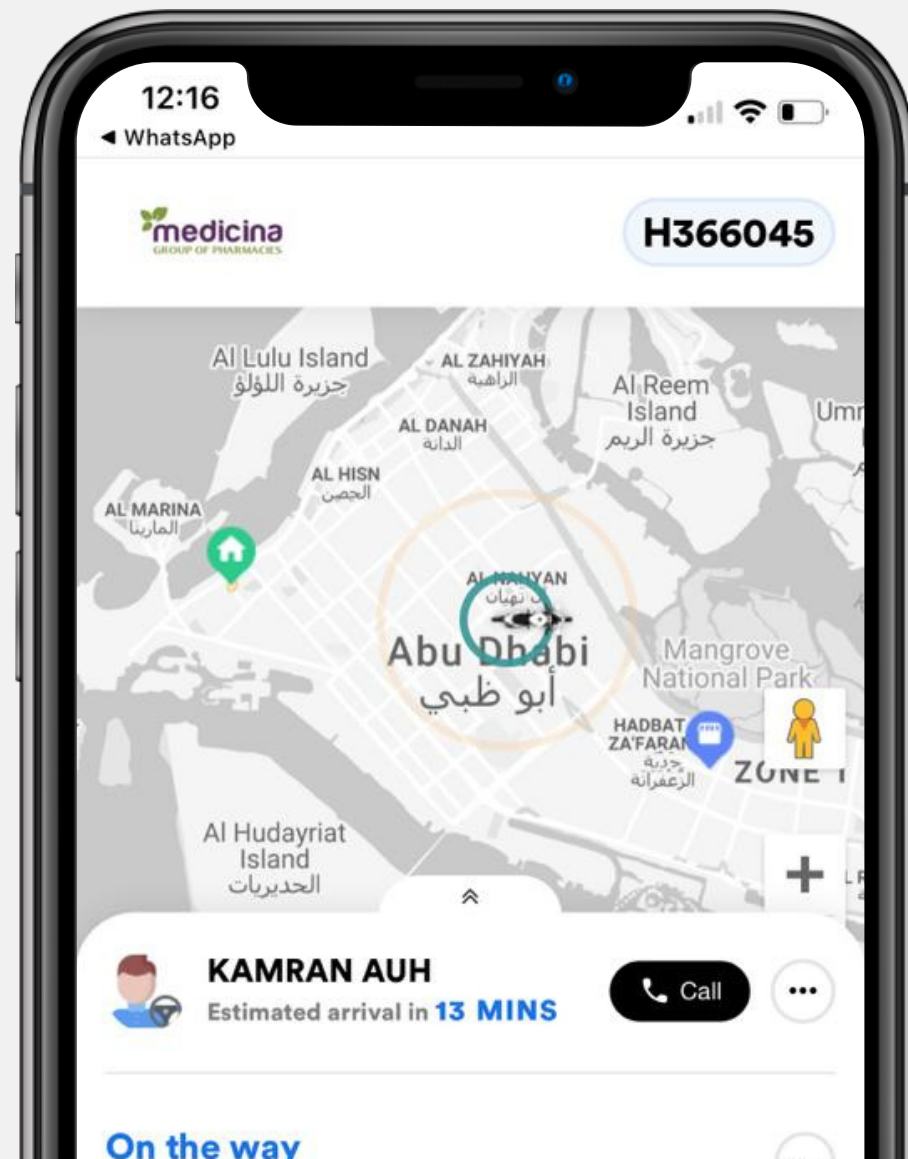 12:16
◀ WhatsApp
medicina
GROUP OF PHARMACIES
H366045
Al Lulu Island
جزيرة اللؤلؤ
AL ZAHIYAH
الزاهية
Al Reem
Island
جزيرة الريم
Umm
AL DANAH
الدانة
AL HISN
الحصن
AL MARINA
المارينا
AL NAHYAN
نهيان
Abu Dhabi
أبو ظبي
Mangrove
National Park
HADBAT
ZA'FARAN
حدبة
الزعفرانة
ZONE 1
Al Hudayriat
Island
الحديريات
KAMRAN AUH
Call
Estimated arrival in 13 MINS
On the way